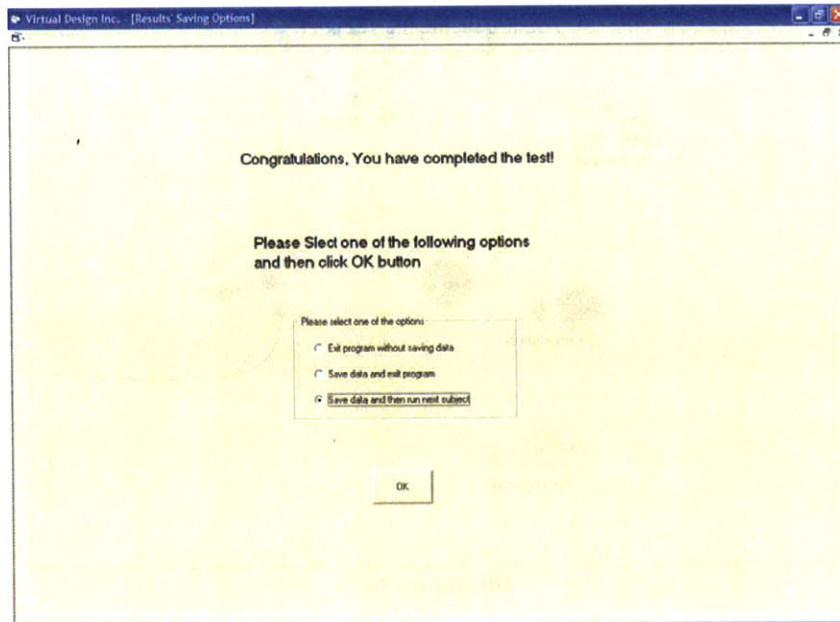 Virtual Design Inc. - [Results' Saving Options]
Congratulations, You have completed the test!
Please Slect one of the following options
and then click OK button
Please select one of the options
Exit program without saving data
Save data and exit program
Save data and then run next subject
OK